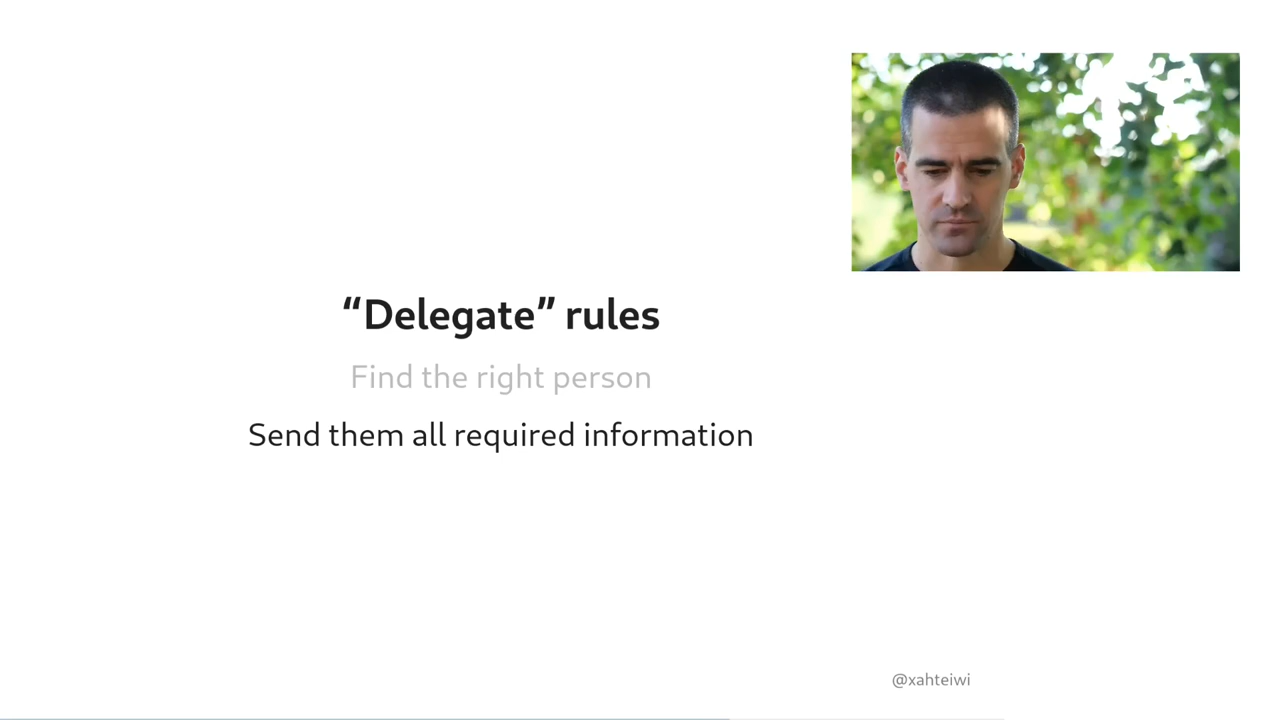 “Delegate” rules
Find the right person
Send them all required information
@xahteiwi